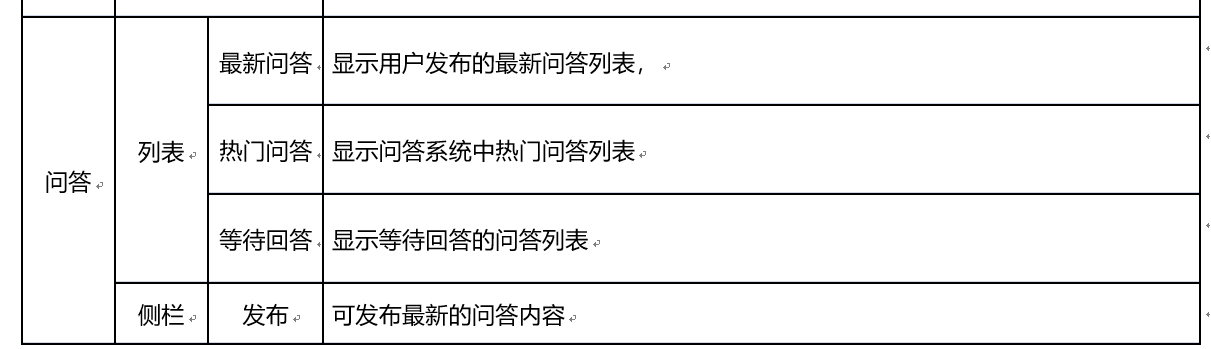 问答
列表
最新问答
显示用户发布的最新问答列表，
热门问答
显示问答系统中热门问答列表
等待回答
显示等待回答的问答列表
侧栏
发布
可发布最新的问答内容